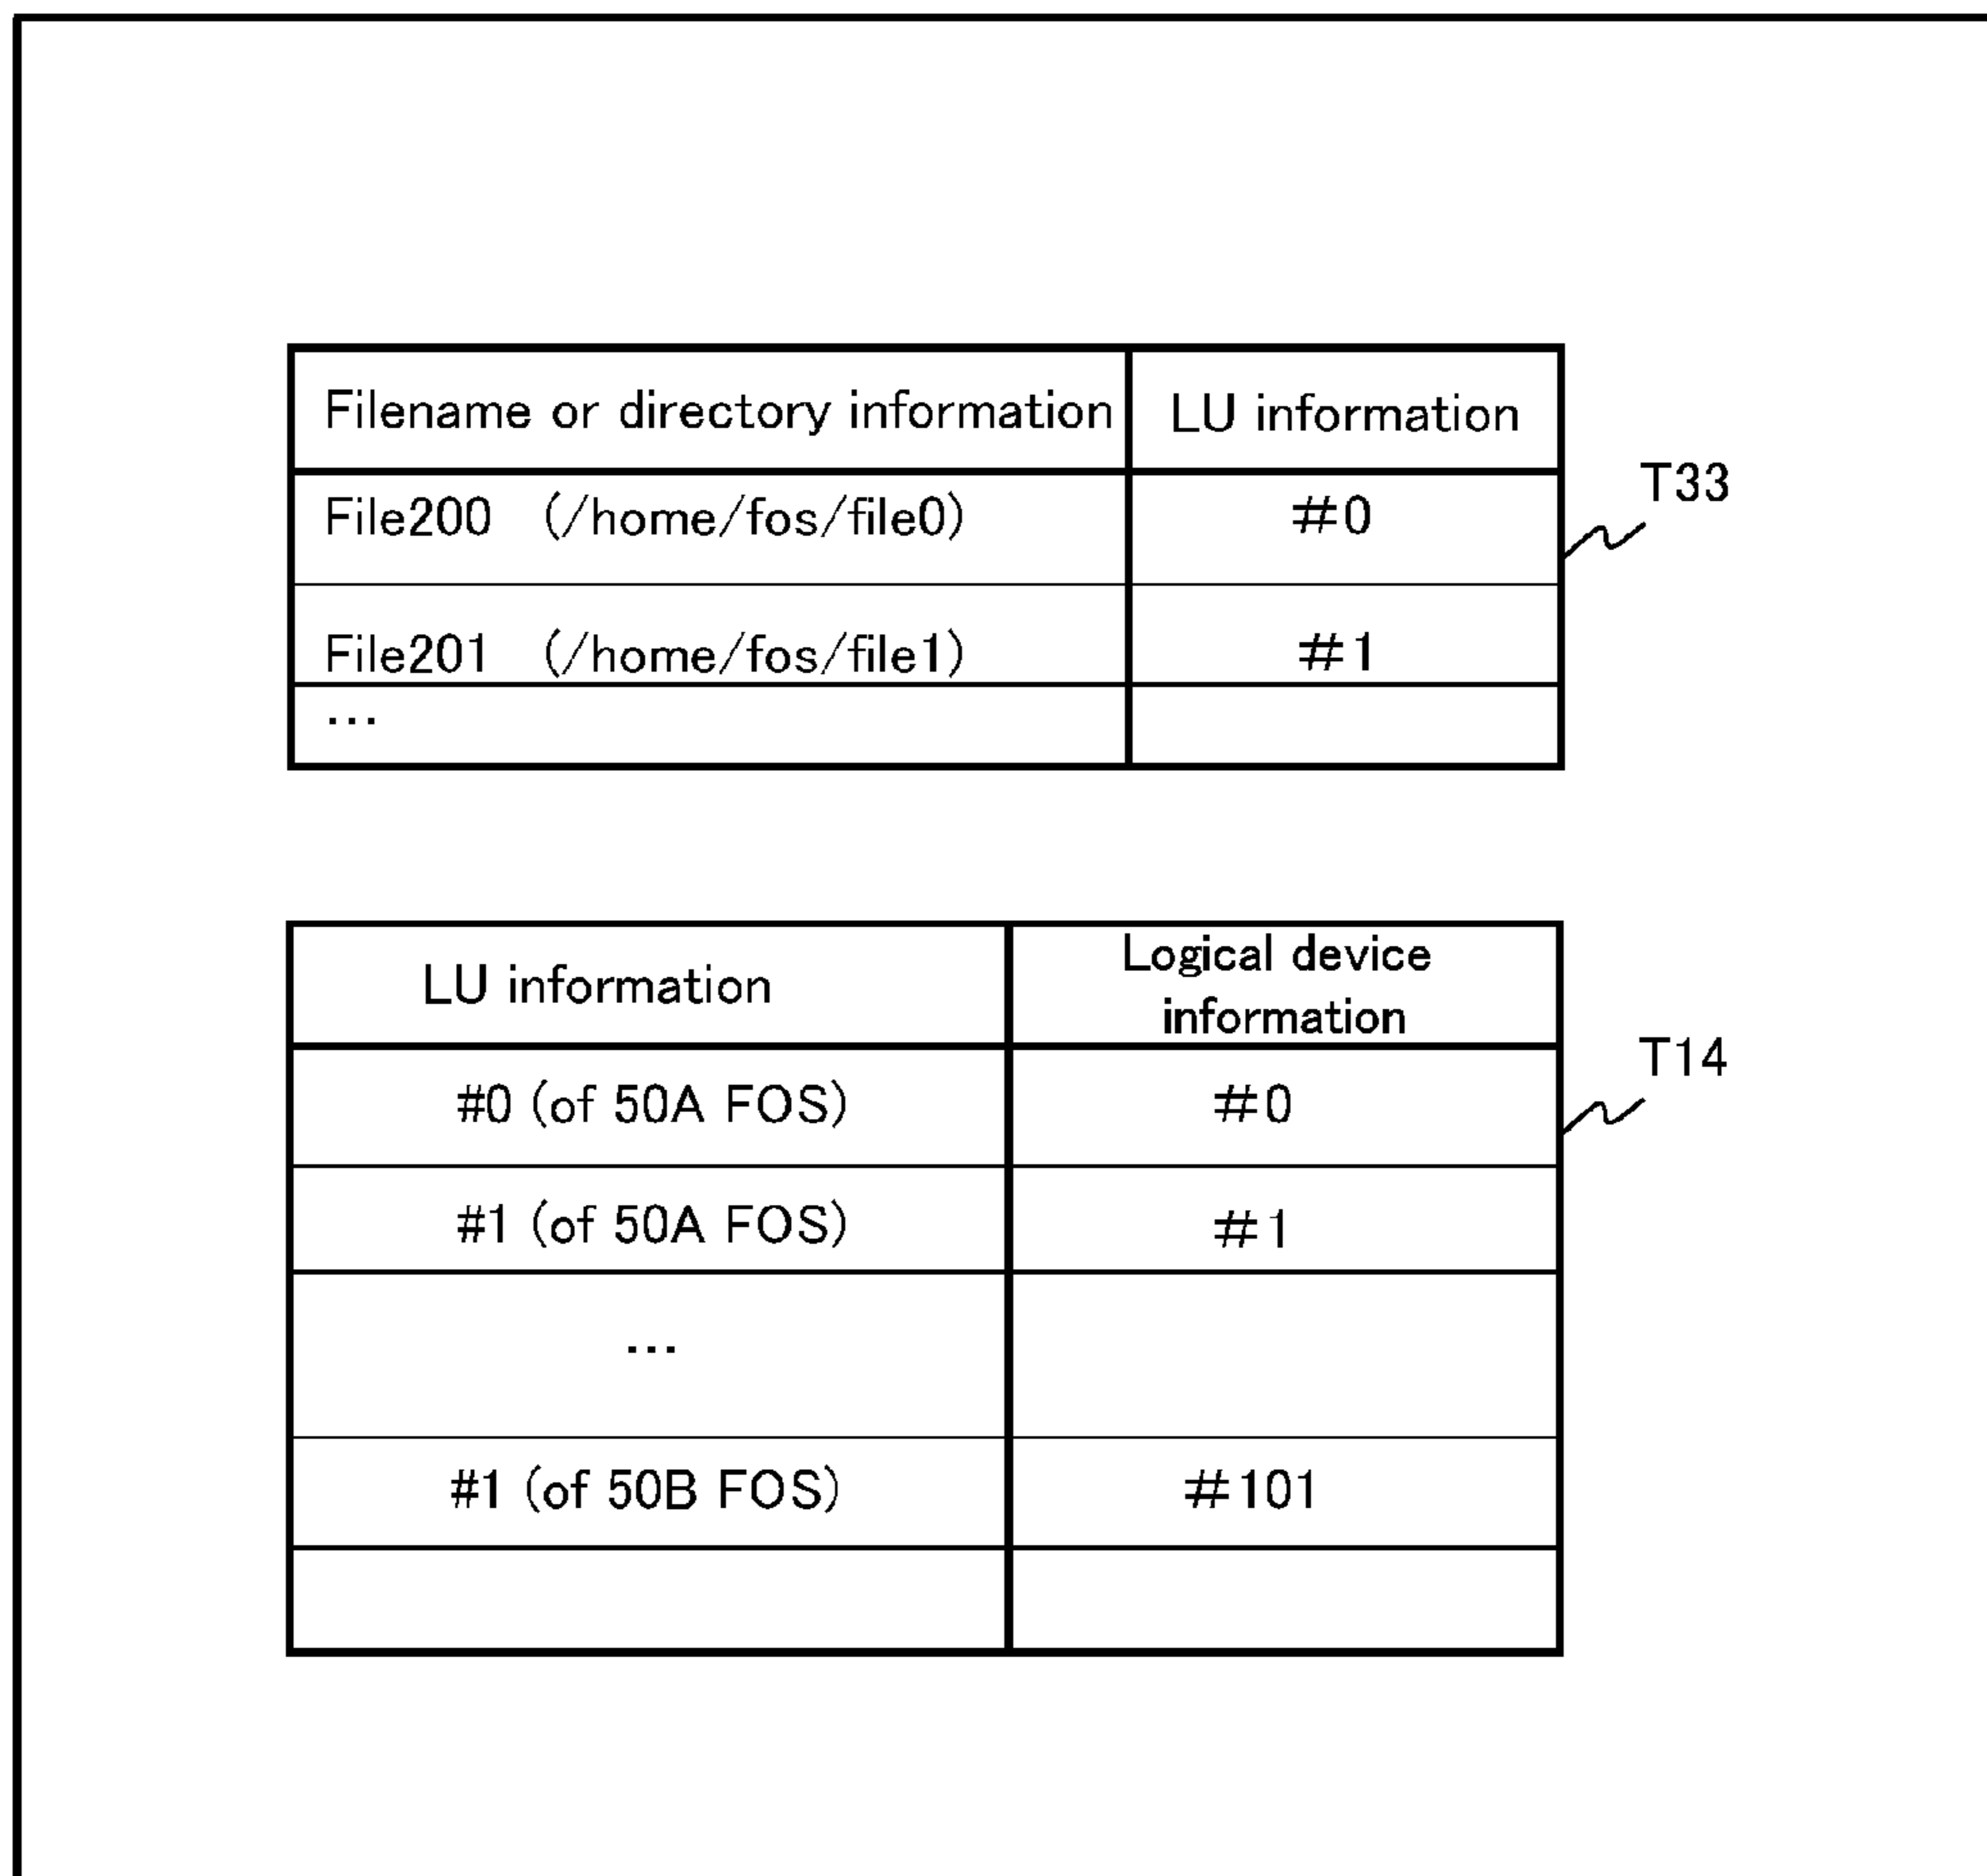 Filename or directory information LU information
File200 (/home/fos/file0) #0
T33
File201 (/home/fos/file1) #1
...
LU information Logical device
information
#0 (of 50A FOS) #0
T14
#1 (of 50A FOS) #1
...
#1 (of 50B FOS) #101